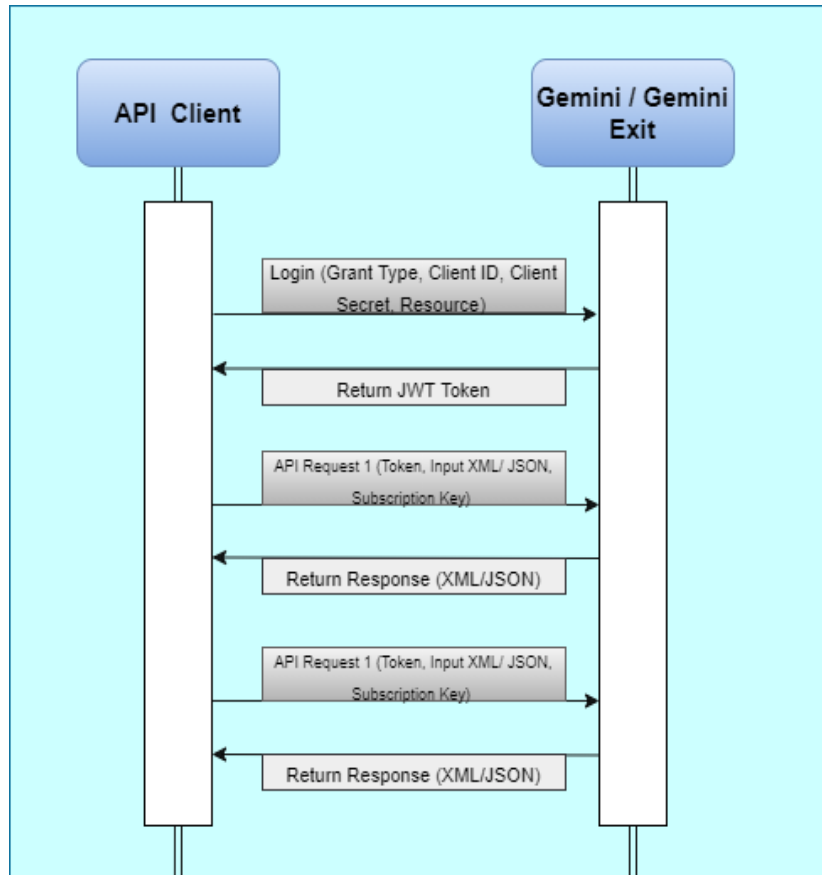 API Client
Gemini / Gemini
Exit
Login (Grant Type, Client ID, Client
Secret, Resource)
Return JWT Token
API Request 1 (Token, Input XML/ JSON,
Subscription Key)
Return Response (XML/JSON)
API Request 1 (Token, Input XML/ JSON,
Subscription Key)
Return Response (XML/JSON)